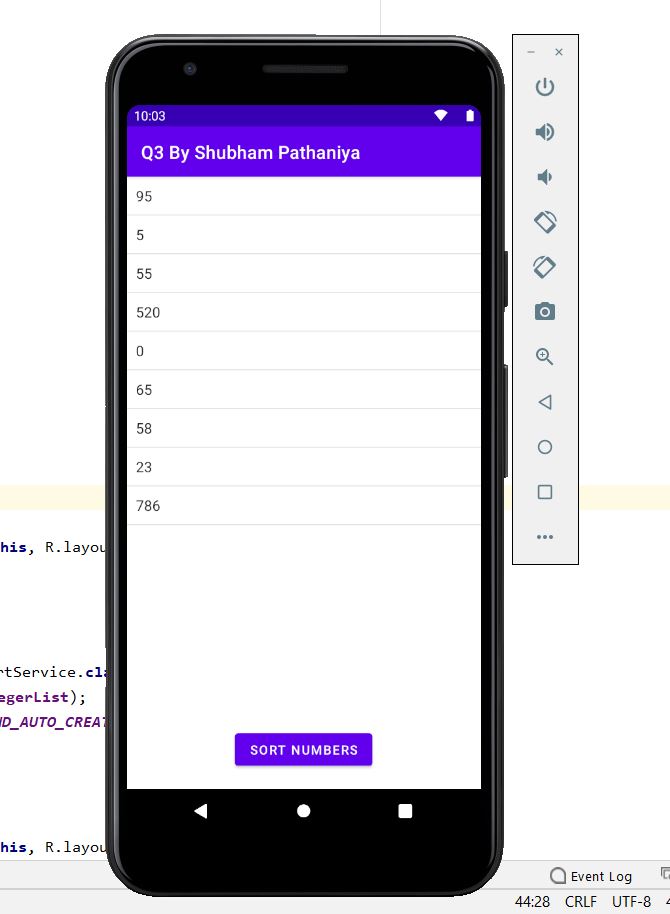 10:03
Q3 By Shubham Pathaniya
95
5
55
520
0
65
58
23
786
his, R.layou
rtService.cla
egerList);
ID_AUTO_CREAT
SORT NUMBERS
his, R.layou
Event Log
44:28 CRLF UTF-8